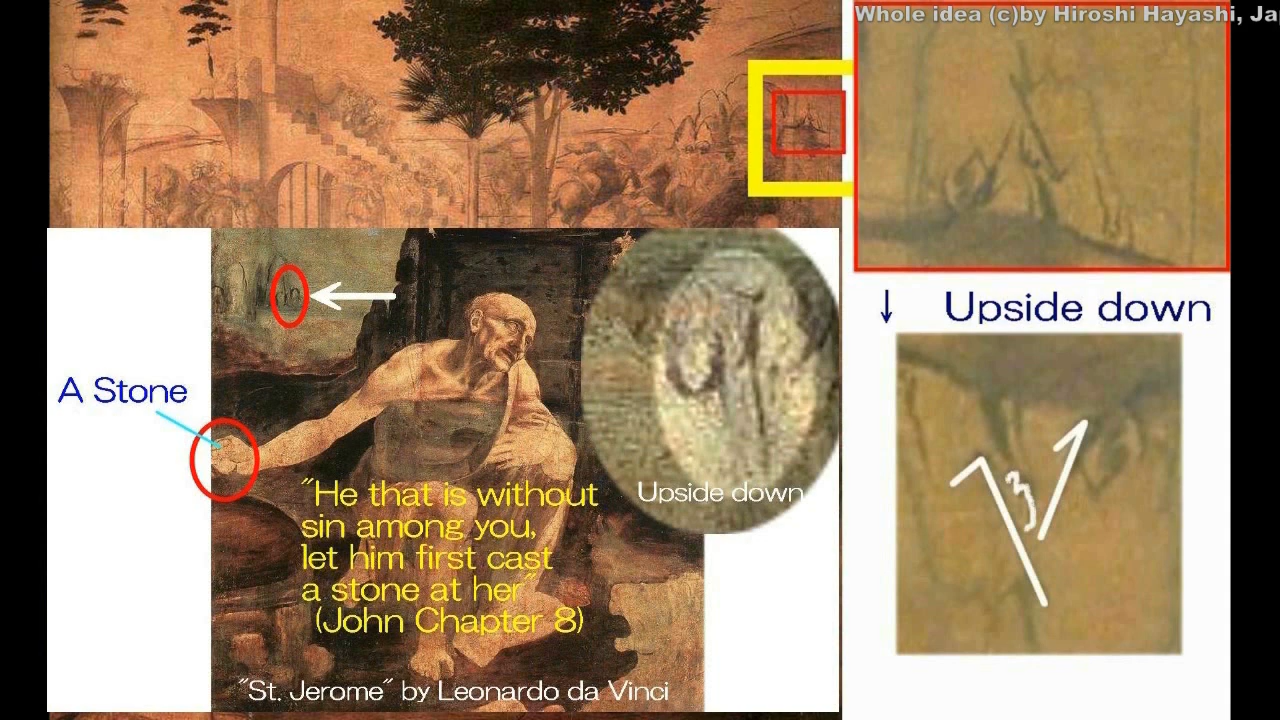 Whole idea (c)by Hiroshi Hayashi, Ja
Upside down
A Stone
"He that is without
sin among you,
let him first cast
a stone at her"
(John Chapter 8)
Upside down
"St. Jerome" by Leonardo da Vinci